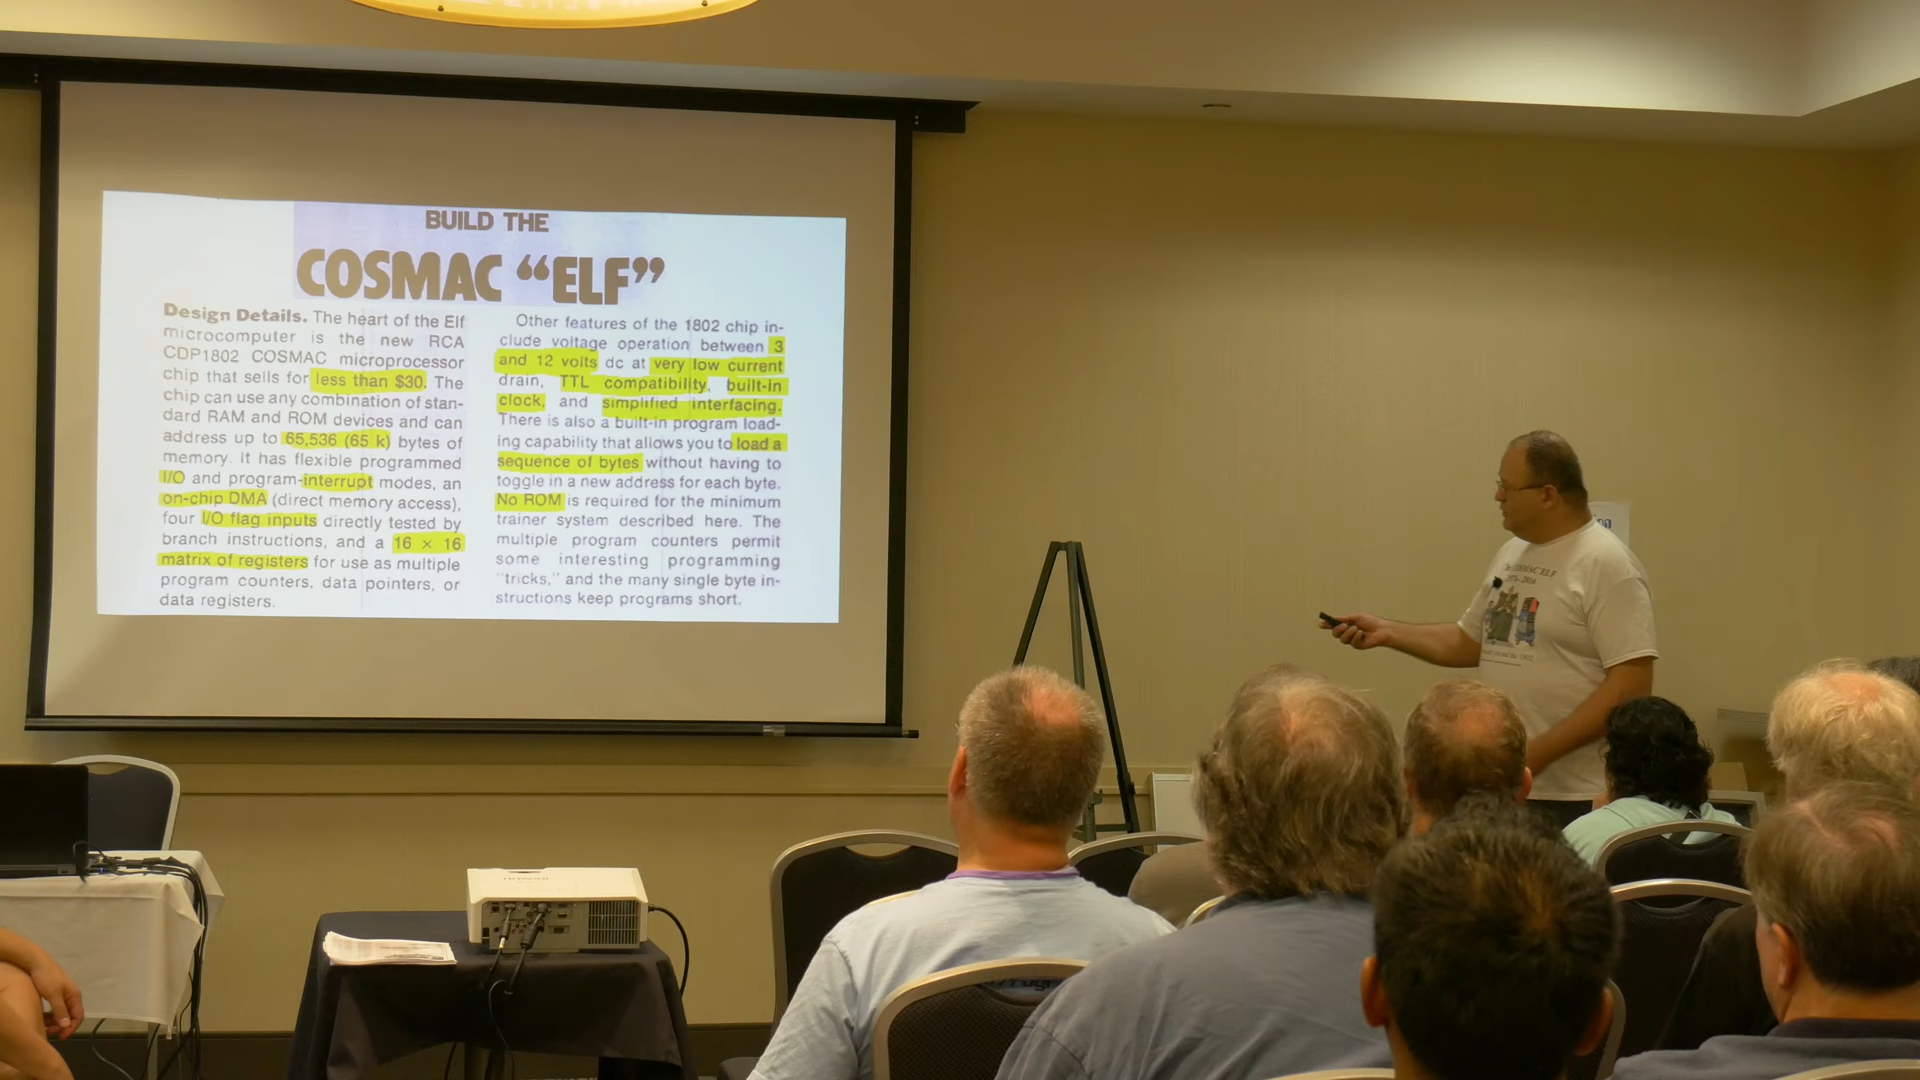 BUILD THE
COSMAC “ELF”
Design Details. The heart of the Elf
microcomputer is the new RCA
CDP1802 COSMAC microprocessor
chip that sells for less than $30. The
chip can use any combination of stan-
dard RAM and ROM devices and can
address up to 65,536 (65 k) bytes of
memory. It has flexible programmed
I/O and program-interrupt modes, an
on-chip DMA (direct memory access),
four I/O flag inputs directly tested by
branch instructions, and a 16 × 16
matrix of registers for use as multiple
program counters, data pointers, or
data registers.
Other features of the 1802 chip in-
clude voltage operation between 3
and 12 volts dc at very low current
drain, TTL compatibility, built-in
clock, and simplified interfacing.
There is also a built-in program load-
ing capability that allows you to load a
sequence of bytes without having to
toggle in a new address for each byte.
No ROM is required for the minimum
trainer system described here. The
multiple program counters permit
some interesting programming
“tricks,” and the many single byte in-
structions keep programs short.
COSMAC ELF